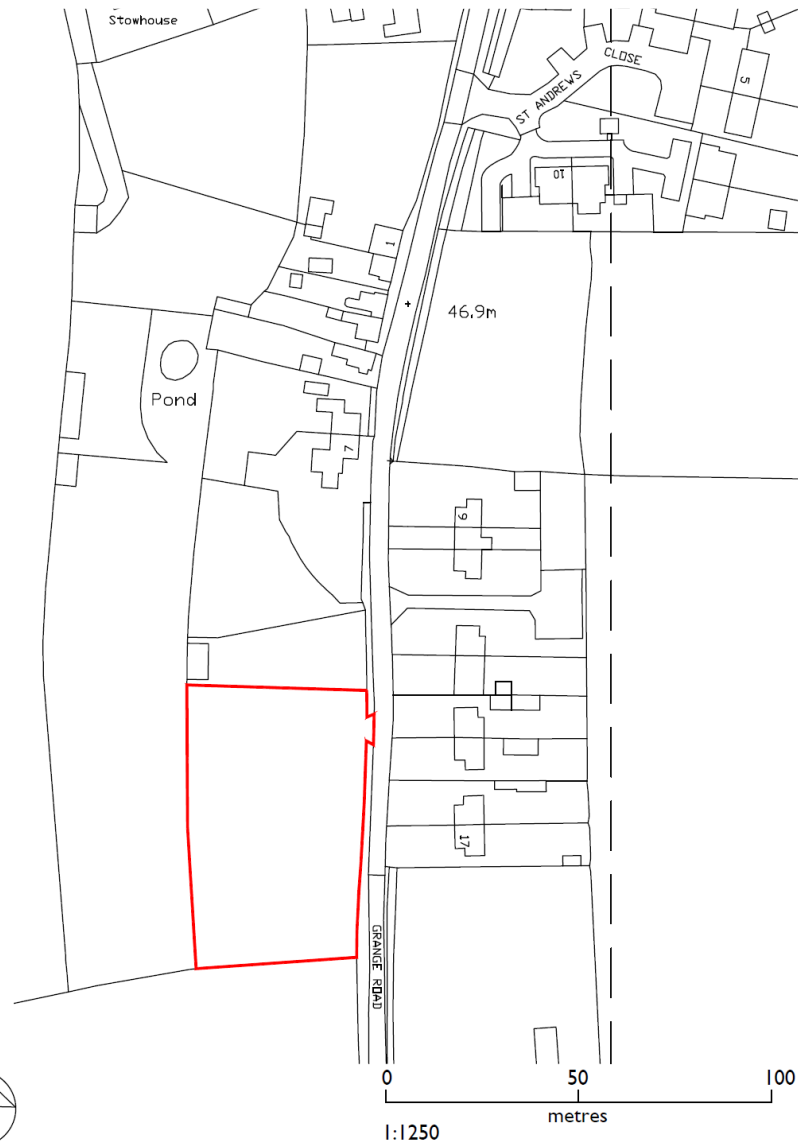 Stowhouse
CLOSE
ST ANDREWS
5
10
1
46.9m
Pond
7
9
17
GRANGE ROAD
0 50 100
metres
1:1250